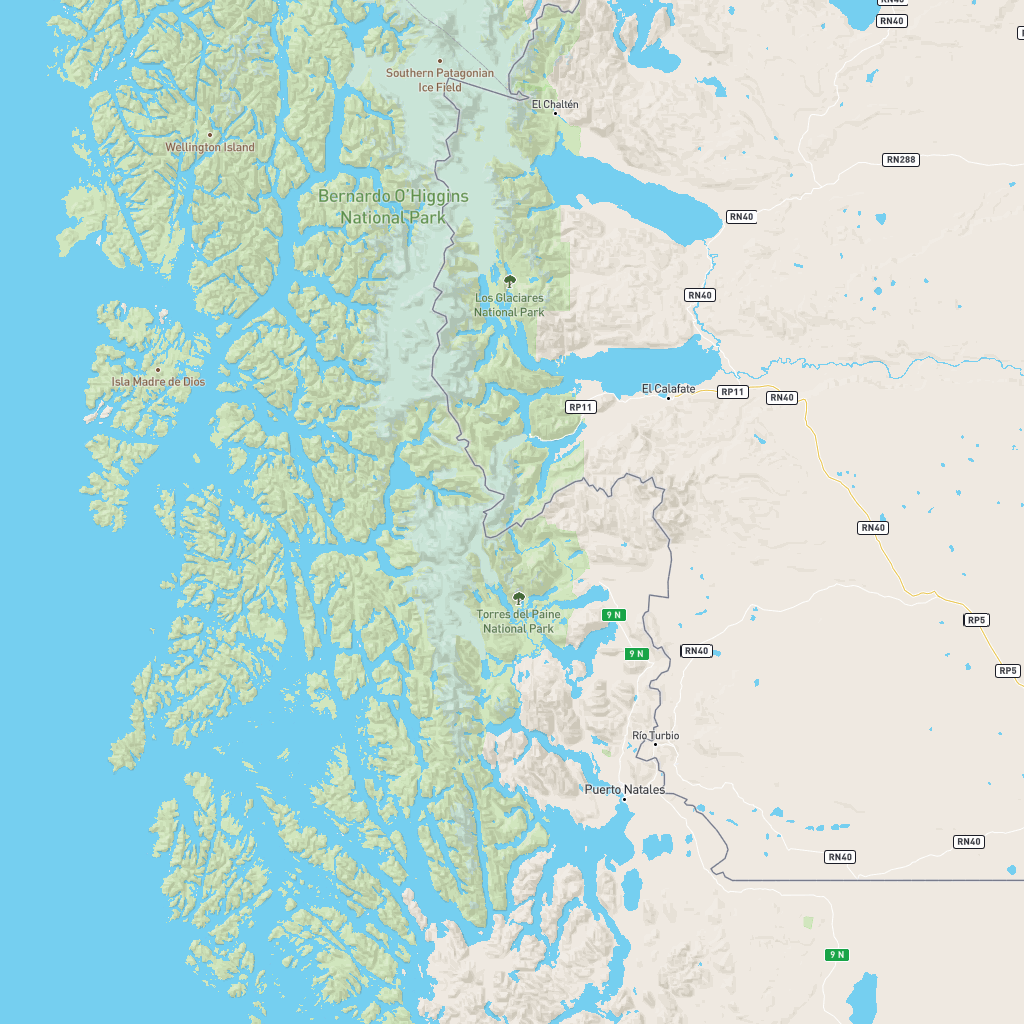 RN40
RN40
Southern Patagonian
Ice Field
El Chaltén
Wellington Island
RN288
Bernardo O'Higgins
National Park
RN40
Los Glaciares
National Park
RN40
Isla Madre de Dios
El Calafate
RP11
RN40
RP11
RN40
Torres del Paine
National Park
9 N
RP5
9 N
RN40
RP5
Río Turbio
Puerto Natales
RN40
RN40
9 N